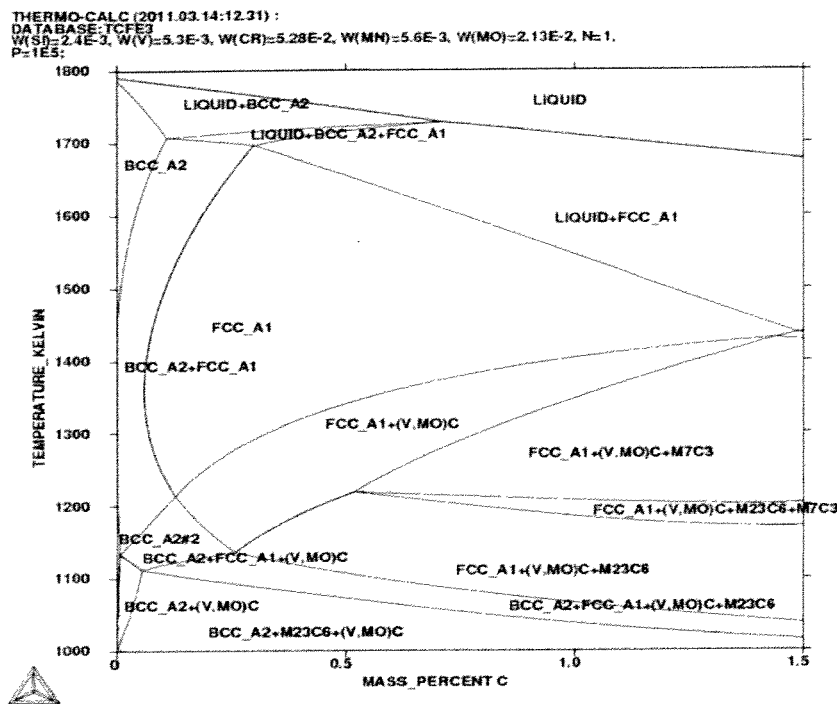 THERMO-CALC (2011.03.14:12.31) :
DATABASE:TCFE3
W(SI)=2.4E-3, W(V)=5.3E-3, W(CR)=5.28E-2, W(MN)=5.6E-3, W(MO)=2.13E-2, N=1,
P=1E5;
1800
LIQUID+BCC_A2
LIQUID
LIQUID+BCC_A2+FCC_A1
1700
BCC_A2
LIQUID+FCC_A1
1600
1500
FCC_A1
1400
BCC_A2+FCC_A1
FCC_A1+(V,MO)C
1300
FCC_A1+(V,MO)C+M7C3
1200
FCC_A1+(V,MO)C+M23C6+M7C3
BCC_A2#2
BCC_A2+FCC_A1+(V,MO)C
FCC_A1+(V,MO)C+M23C6
1100
BCC_A2+(V,MO)C
BCC_A2+FCC_A1+(V,MO)C+M23C6
BCC_A2+M23C6+(V,MO)C
1000
TEMPERATURE_KELVIN
0 0.5 1.0 1.5
MASS_PERCENT C